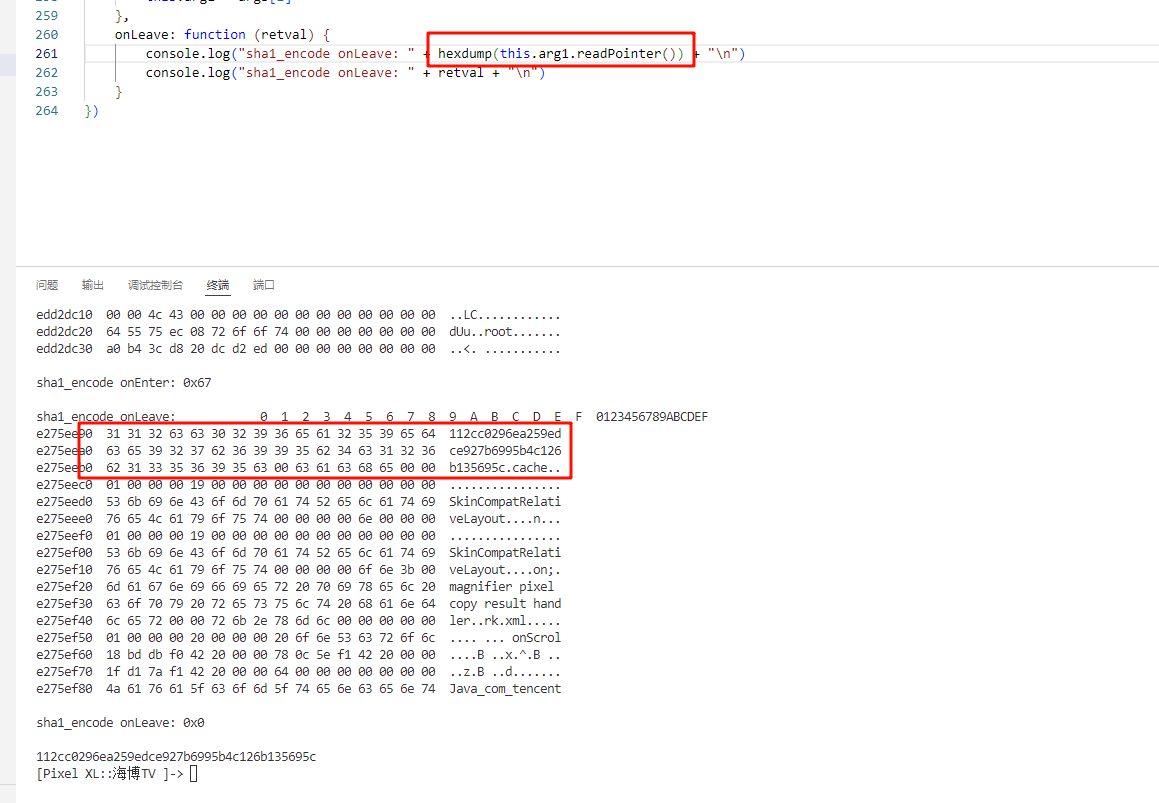 259 },
260 onLeave: function (retval) {
261 console.log("sha1_encode onLeave: " + hexdump(this.arg1.readPointer()) + "\n")
262 console.log("sha1_encode onLeave: " + retval + "\n")
263 }
264 })
问题 输出 调试控制台 终端 端口
edd2dc10 00 00 4c 43 00 00 00 00 00 00 00 00 00 00 00 00 ..LC............
edd2dc20 64 55 75 ec 08 72 6f 6f 74 00 00 00 00 00 00 00 dUu..root.......
edd2dc30 a0 b4 3c d8 20 dc d2 ed 00 00 00 00 00 00 00 00 ..<. ...........
sha1_encode onEnter: 0x67
sha1_encode onLeave: 0 1 2 3 4 5 6 7 8 9 A B C D E F 0123456789ABCDEF
e275ee90 31 31 32 63 63 30 32 39 36 65 61 32 35 39 65 64 112cc0296ea259ed
e275eea0 63 65 39 32 37 62 36 39 39 35 62 34 63 31 32 36 ce927b6995b4c126
e275eeb0 62 31 33 35 36 39 35 63 00 63 61 63 68 65 00 00 b135695c.cache..
e275eec0 01 00 00 00 19 00 00 00 00 00 00 00 00 00 00 00 ................
e275eed0 53 6b 69 6e 43 6f 6d 70 61 74 52 65 6c 61 74 69 SkinCompatRelati
e275eee0 76 65 4c 61 79 6f 75 74 00 00 00 00 6e 00 00 00 veLayout....n...
e275eef0 01 00 00 00 19 00 00 00 00 00 00 00 00 00 00 00 ................
e275ef00 53 6b 69 6e 43 6f 6d 70 61 74 52 65 6c 61 74 69 SkinCompatRelati
e275ef10 76 65 4c 61 79 6f 75 74 00 00 00 00 6f 6e 3b 00 veLayout....on;.
e275ef20 6d 61 67 6e 69 66 69 65 72 20 70 69 78 65 6c 20 magnifier pixel
e275ef30 63 6f 70 79 20 72 65 73 75 6c 74 20 68 61 6e 64 copy result hand
e275ef40 6c 65 72 00 00 72 6b 2e 78 6d 6c 00 00 00 00 00 ler..rk.xml.....
e275ef50 01 00 00 00 20 00 00 00 20 6f 6e 53 63 72 6f 6c .... ... onScrol
e275ef60 18 bd db f0 42 20 00 00 78 0c 5e f1 42 20 00 00 ....B ..x.^.B ..
e275ef70 1f d1 7a f1 42 20 00 00 64 00 00 00 00 00 00 00 ..z.B ..d.......
e275ef80 4a 61 76 61 5f 63 6f 6d 5f 74 65 6e 63 65 6e 74 Java_com_tencent
sha1_encode onLeave: 0x0
112cc0296ea259edce927b6995b4c126b135695c
[Pixel XL::海博TV ]->